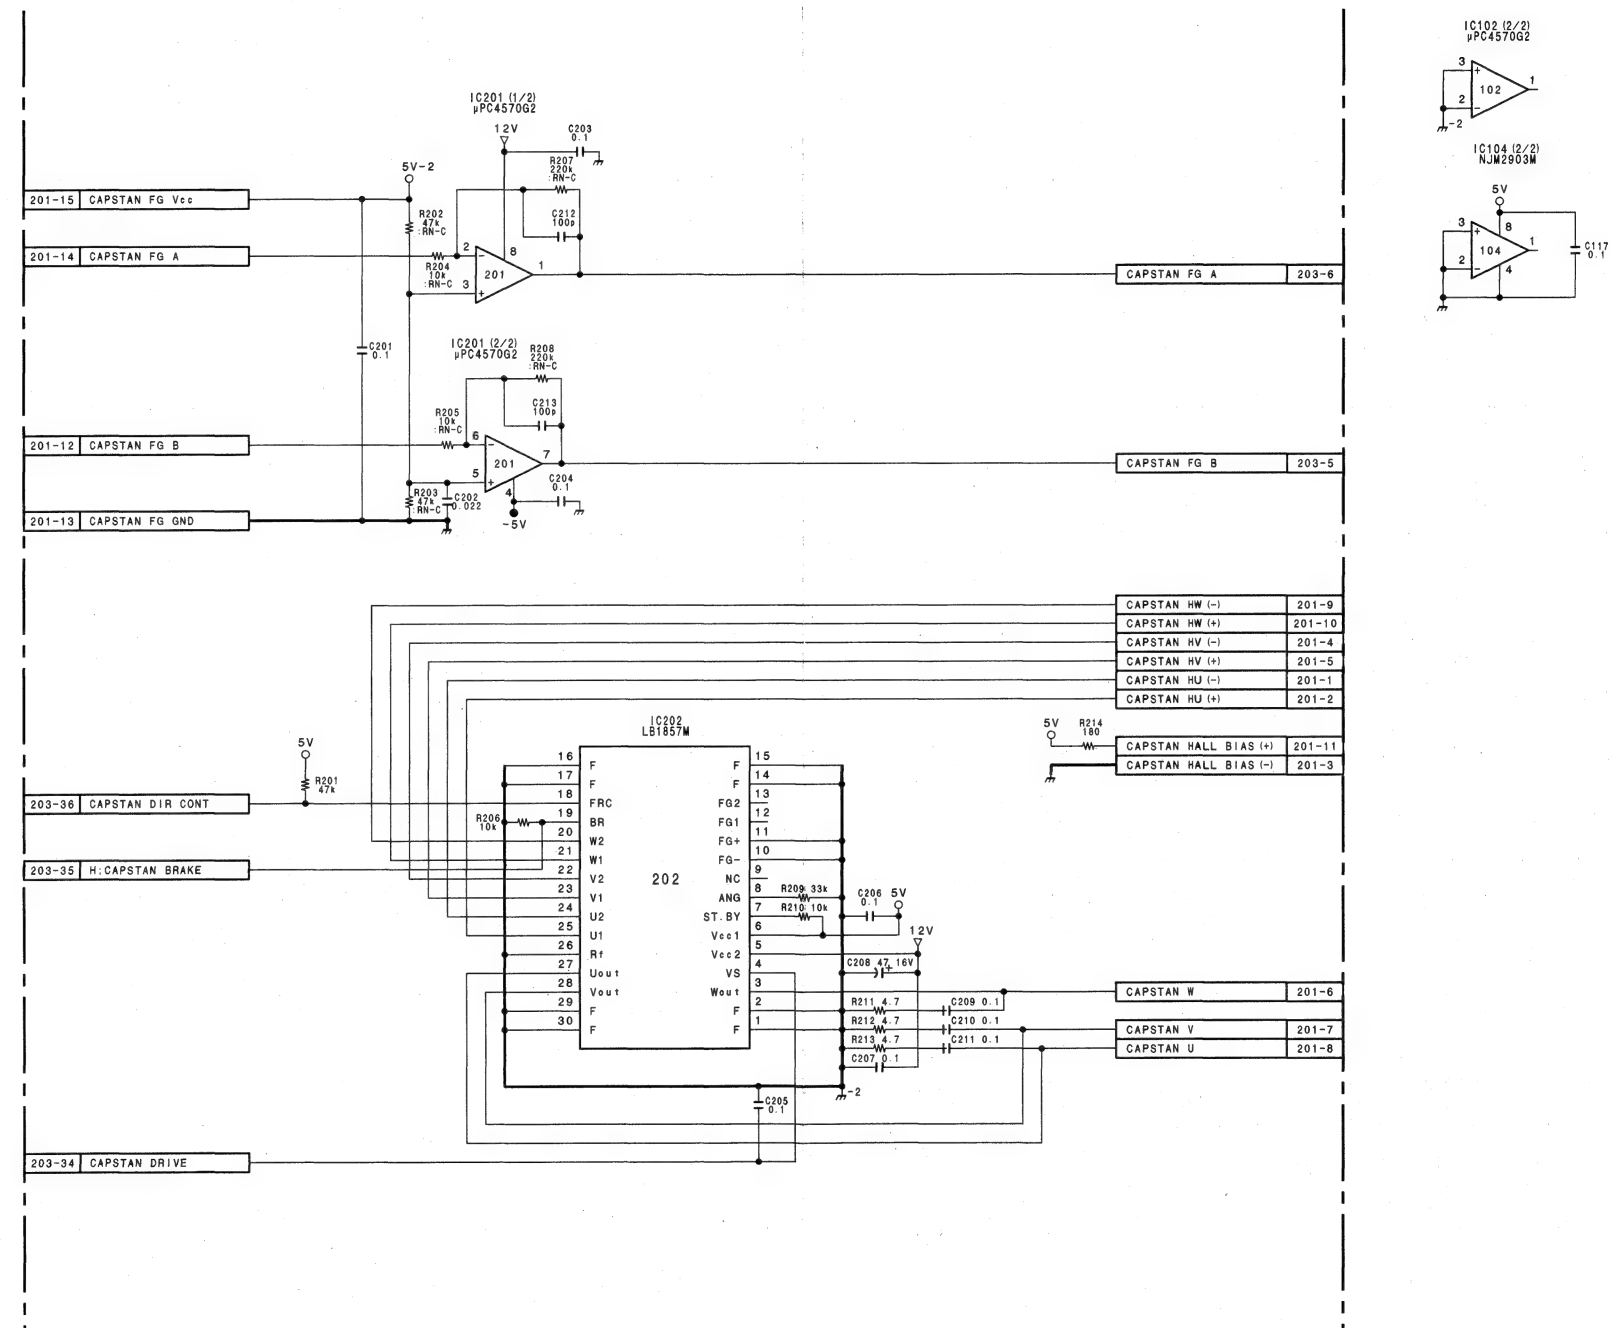 IC102 (2/2)
µPC4570G2
3
+
102
1
2
-
-2
IC104 (2/2)
NJM2903M
5V
3
+
8
104
1
2
-
4
C117
0.1
IC201 (1/2)
µPC4570G2
12V
C203
0.1
5V-2
R207
220k
:RN-C
201-15 CAPSTAN FG Vcc
R202
47k
:RN-C
C212
100p
201-14 CAPSTAN FG A
2
-
8
201
1
R204
10k
:RN-C
3
+
CAPSTAN FG A 203-6
C201
0.1
IC201 (2/2)
µPC4570G2
R208
220k
:RN-C
C213
100p
R205
10k
:RN-C
201-12 CAPSTAN FG B
6
-
201
7
5
+
4
-5V
C204
0.1
CAPSTAN FG B 203-5
R203
47k
:RN-C
C202
0.022
201-13 CAPSTAN FG GND
CAPSTAN HW (-) 201-9
CAPSTAN HW (+) 201-10
CAPSTAN HV (-) 201-4
CAPSTAN HV (+) 201-5
CAPSTAN HU (-) 201-1
CAPSTAN HU (+) 201-2
5V
R214
180
CAPSTAN HALL BIAS (+) 201-11
CAPSTAN HALL BIAS (-) 201-3
IC202
LB1857M
5V
R201
47k
203-36 CAPSTAN DIR CONT
R206
10k
203-35 H:CAPSTAN BRAKE
202
16 F
17 F
18 FRC
19 BR
20 W2
21 W1
22 V2
23 V1
24 U2
25 U1
26 Rf
27 Uout
28 Vout
29 F
30 F
F 15
F 14
FG2 13
FG1 12
FG+ 11
FG- 10
NC 9
ANG 8
ST.BY 7
Vcc1 6
Vcc2 5
VS 4
Wout 3
F 2
F 1
R209 33k
R210 10k
C206
0.1
5V
12V
C208 47 16V
+
R211 4.7
C209 0.1
R212 4.7
C210 0.1
R213 4.7
C211 0.1
C207 0.1
-2
CAPSTAN W 201-6
CAPSTAN V 201-7
CAPSTAN U 201-8
C205
0.1
203-34 CAPSTAN DRIVE